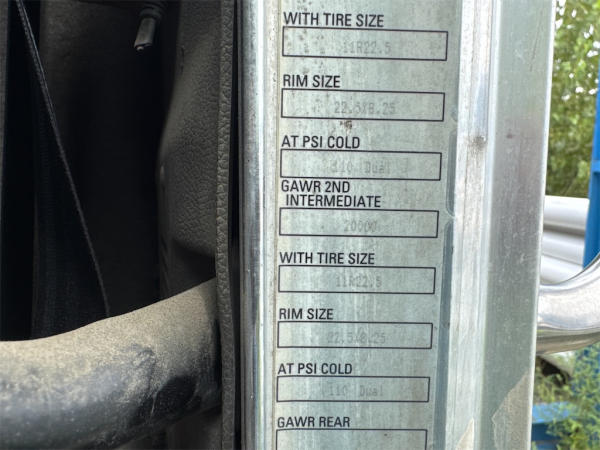 WITH TIRE SIZE
11R22.5
RIM SIZE
22.5X8.25
AT PSI COLD
110 Dual
GAWR 2ND
INTERMEDIATE
20000
WITH TIRE SIZE
11R22.5
RIM SIZE
22.5X8.25
AT PSI COLD
110 Dual
GAWR REAR